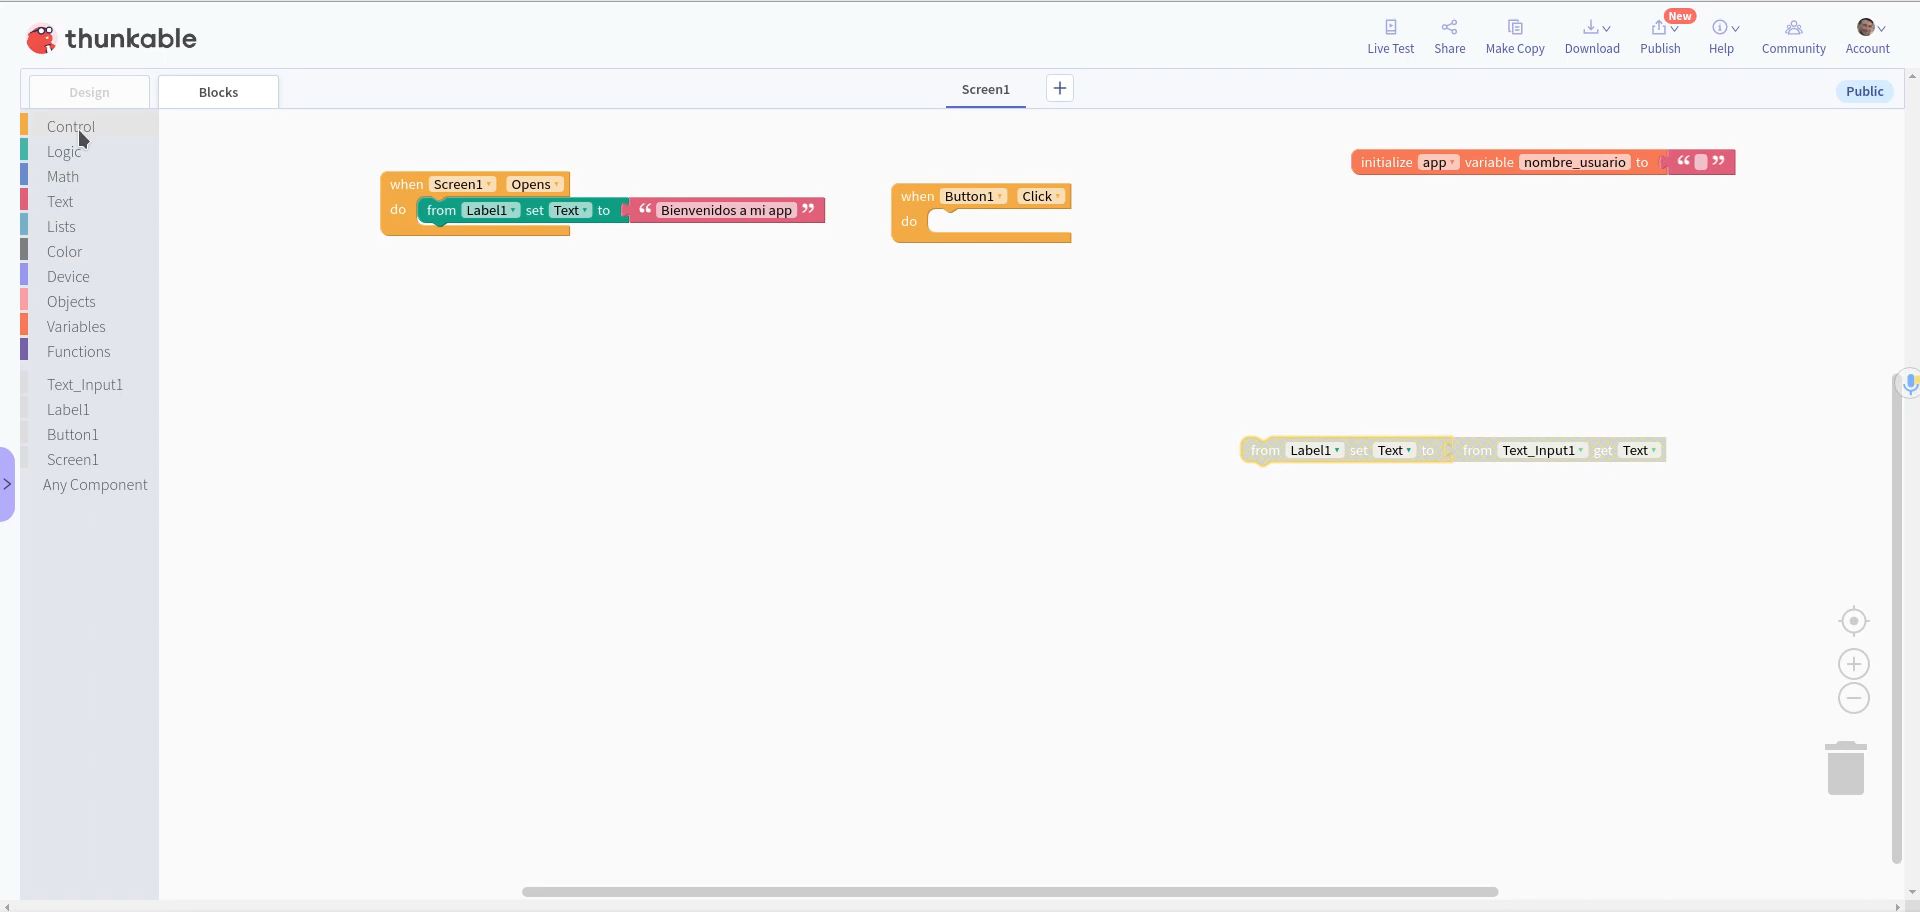 thunkable
New
Live Test Share Make Copy Download Publish Help Community Account
Design Blocks Screen1 + Public
Control
Logic
Math
Text
Lists
Color
Device
Objects
Variables
Functions
Text_Input1
Label1
Button1
Screen1
Any Component
when Screen1 Opens
do from Label1 set Text to “ Bienvenidos a mi app ”
when Button1 Click
do
initialize app variable nombre_usuario to “ ”
from Label1 set Text to from Text_Input1 get Text